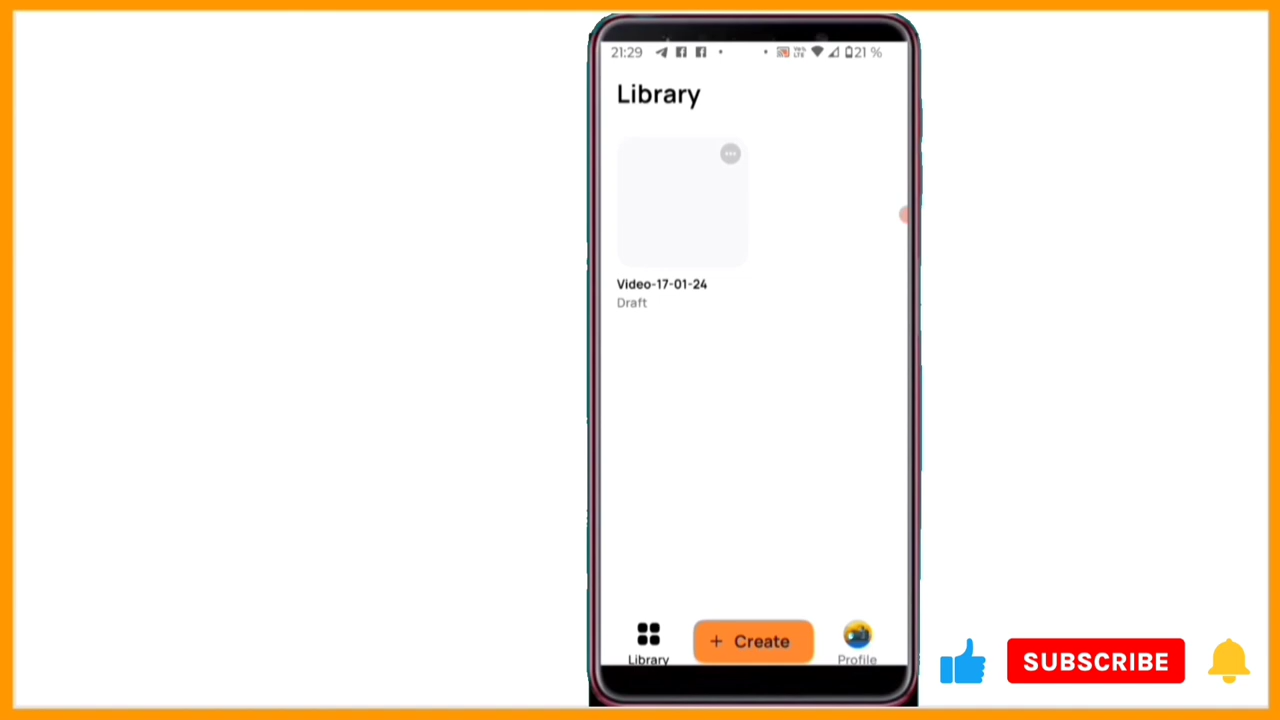 21:29 21 %
Library
Video-17-01-24
Draft
+ Create
Library
Profile
SUBSCRIBE